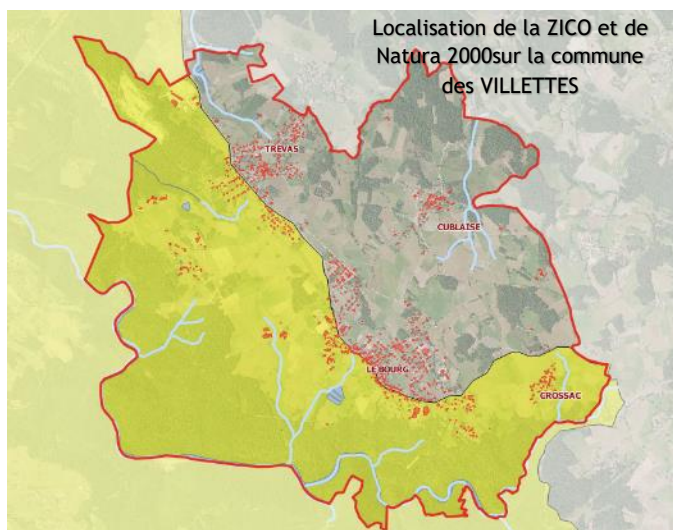 Localisation de la ZICO et de
Natura 2000sur la commune
des VILLETTES
TREVAS
CUBLAISE
LE BOURG
CROSSAC